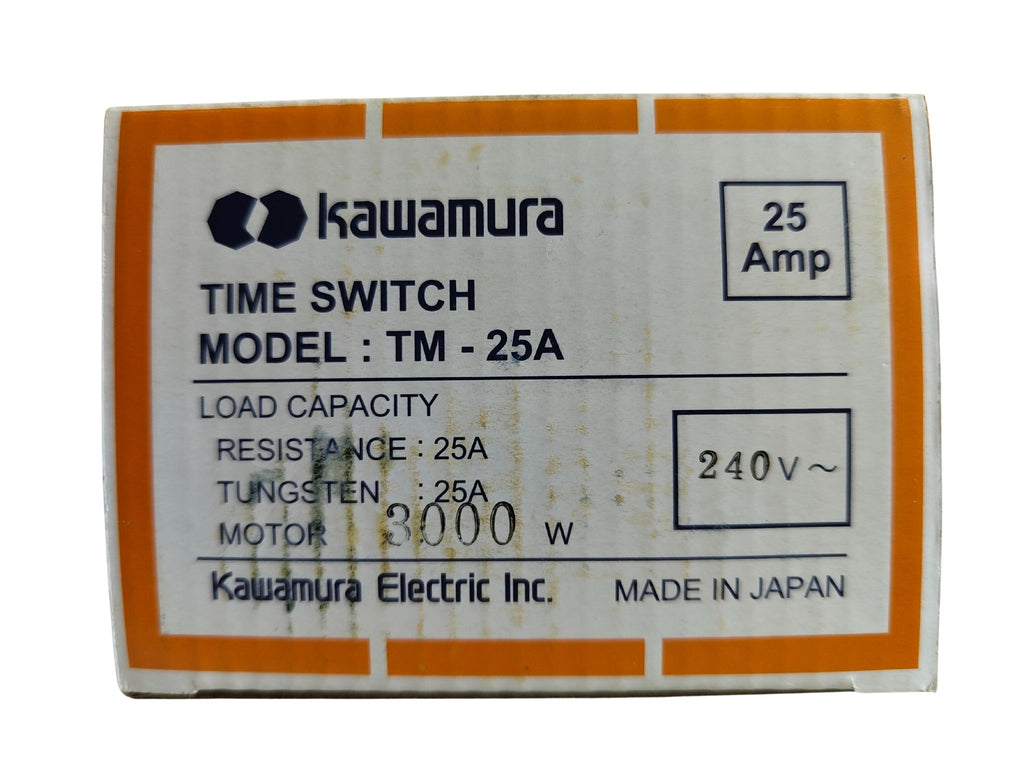 kawamura
25
Amp
TIME SWITCH
MODEL : TM - 25A
LOAD CAPACITY
RESISTANCE : 25A
TUNGSTEN : 25A
MOTOR 3000 W
240V ~
Kawamura Electric Inc.
MADE IN JAPAN